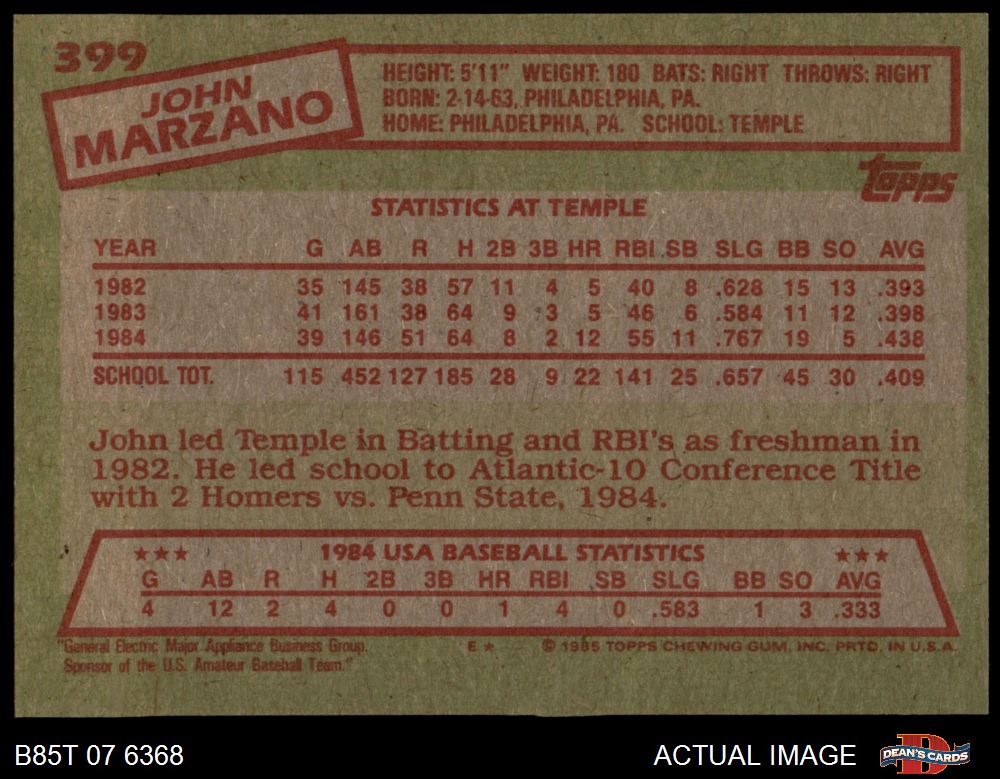 399
JOHN
MARZANO
HEIGHT: 5'11" WEIGHT: 180 BATS: RIGHT THROWS: RIGHT
BORN: 2-14-63, PHILADELPHIA, PA.
HOME: PHILADELPHIA, PA. SCHOOL: TEMPLE
topps
STATISTICS AT TEMPLE
YEAR G AB R H 2B 3B HR RBI SB SLG BB SO AVG
1982 35 145 38 57 11 4 5 40 8 .628 15 13 .393
1983 41 161 38 64 9 3 5 46 6 .584 11 12 .398
1984 39 146 51 64 8 2 12 55 11 .767 19 5 .438
SCHOOL TOT. 115 452 127 185 28 9 22 141 25 .657 45 30 .409
John led Temple in Batting and RBI's as freshman in
1982. He led school to Atlantic-10 Conference Title
with 2 Homers vs. Penn State, 1984.
★★★ 1984 USA BASEBALL STATISTICS ★★★
G AB R H 2B 3B HR RBI SB SLG BB SO AVG
4 12 2 4 0 0 1 4 0 .583 1 3 .333
"General Electric Major Appliance Business Group.
Sponsor of the U.S. Amateur Baseball Team."
E★ © 1985 TOPPS CHEWING GUM, INC. PRTD. IN U.S.A.
B85T 07 6368
ACTUAL IMAGE
D
DEAN'S CARDS